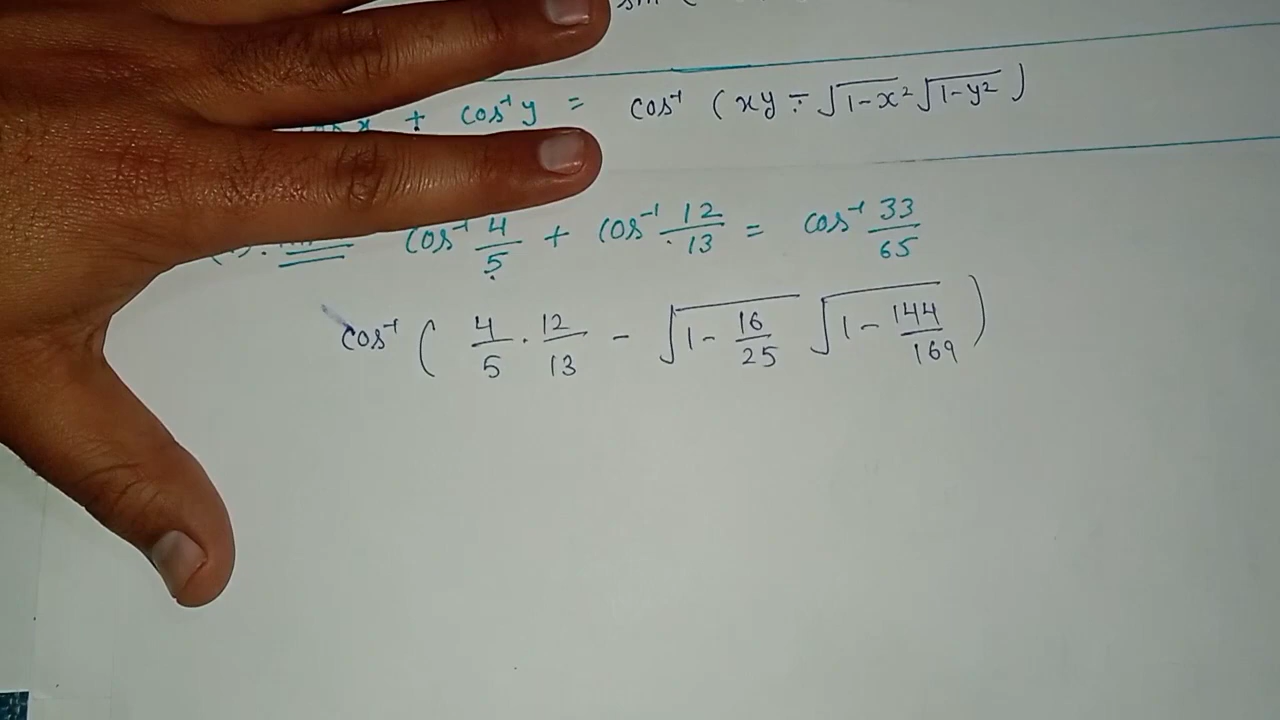 cos⁻¹ y = cos⁻¹ (xy ∓ √1-x² √1-y²)
cos⁻¹ 4/5 + cos⁻¹ 12/13 = cos⁻¹ 33/65
cos⁻¹ ( 4/5 . 12/13 - √1-16/25 √1-144/169 )